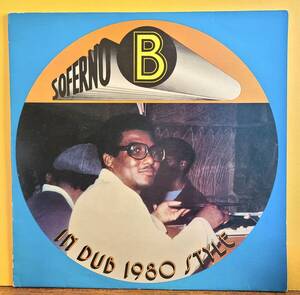 SOFERNO B
IN DUB 1980 STYLE